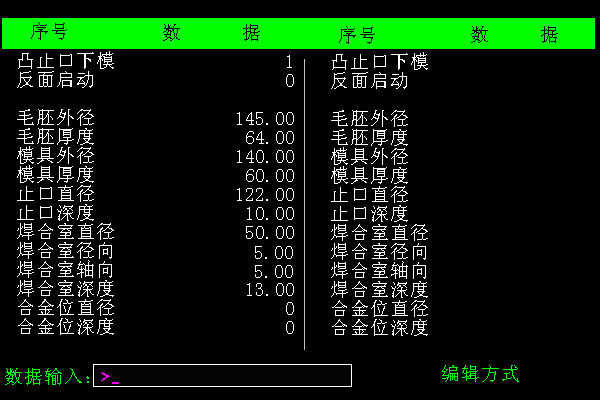 序号 数 据 序号 数 据
凸止口下模 1 凸止口下模
反面启动 0 反面启动
毛胚外径 145.00 毛胚外径
毛胚厚度 64.00 毛胚厚度
模具外径 140.00 模具外径
模具厚度 60.00 模具厚度
止口直径 122.00 止口直径
止口深度 10.00 止口深度
焊合室直径 50.00 焊合室直径
焊合室径向 5.00 焊合室径向
焊合室轴向 5.00 焊合室轴向
焊合室深度 13.00 焊合室深度
合金位直径 0 合金位直径
合金位深度 0 合金位深度
数据输入: >_ 编辑方式